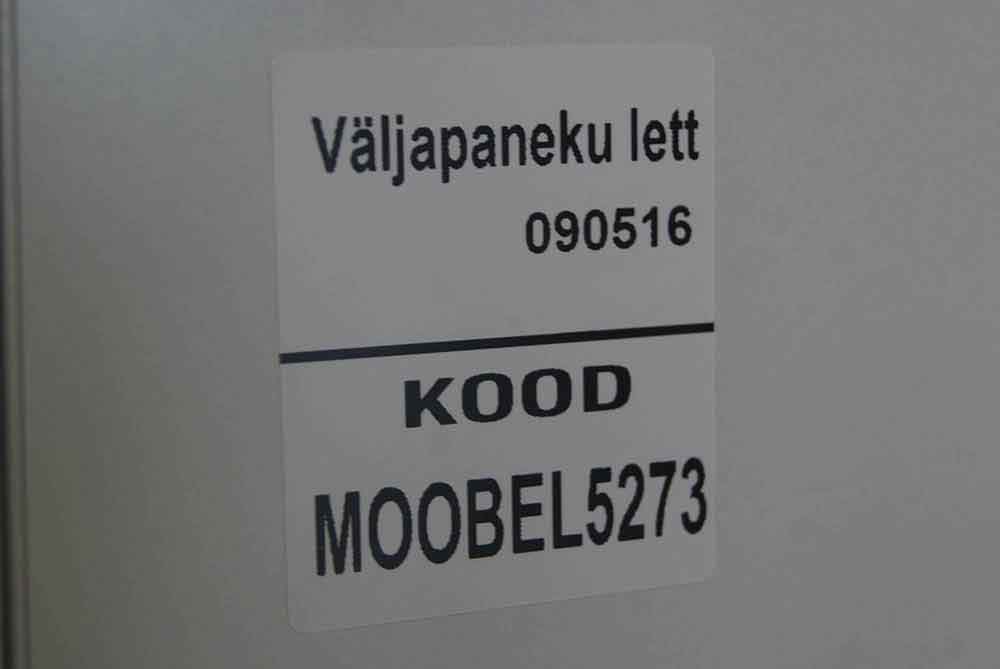 Väljapaneku lett
090516
KOOD
MOOBEL5273